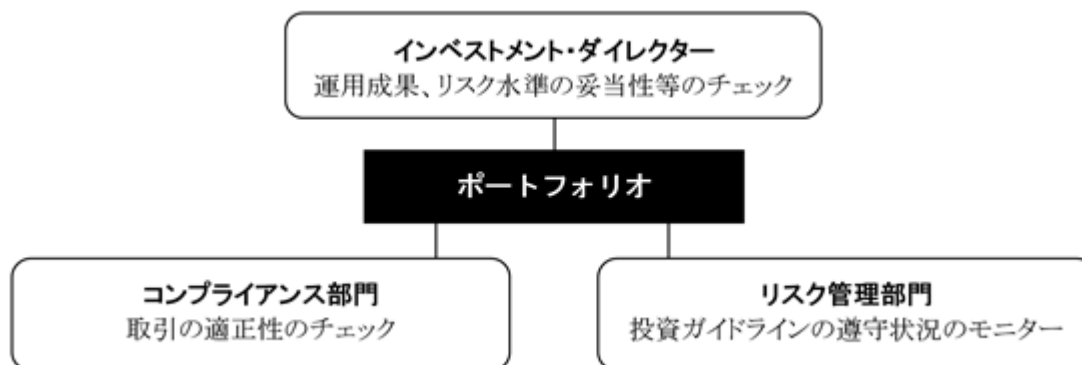 インベストメント・ダイレクター
運用成果、リスク水準の妥当性等のチェック
ポートフォリオ
コンプライアンス部門
取引の適正性のチェック
リスク管理部門
投資ガイドラインの遵守状況のモニター